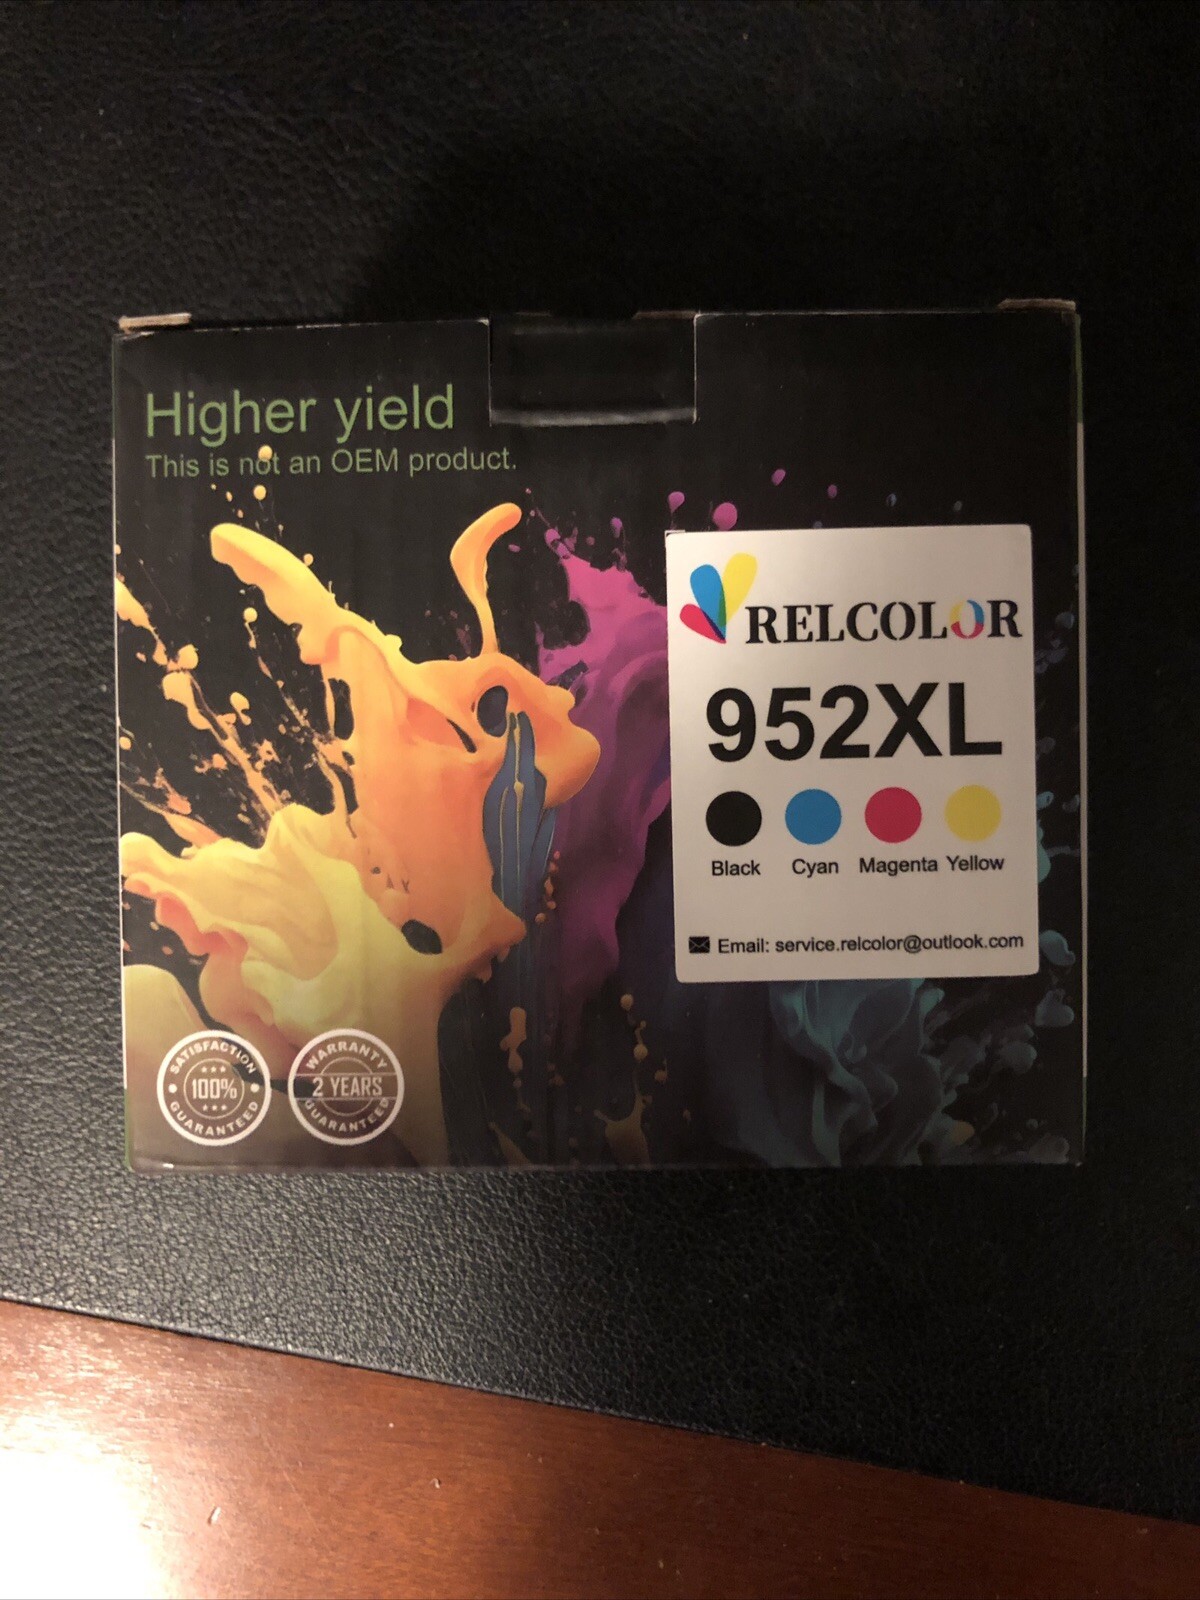 Higher yield
This is not an OEM product.
RELCOLOR
952XL
Black Cyan Magenta Yellow
Email: service.relcolor@outlook.com
SATISFACTION
100%
GUARANTEED
WARRANTY
2 YEARS
GUARANTEED